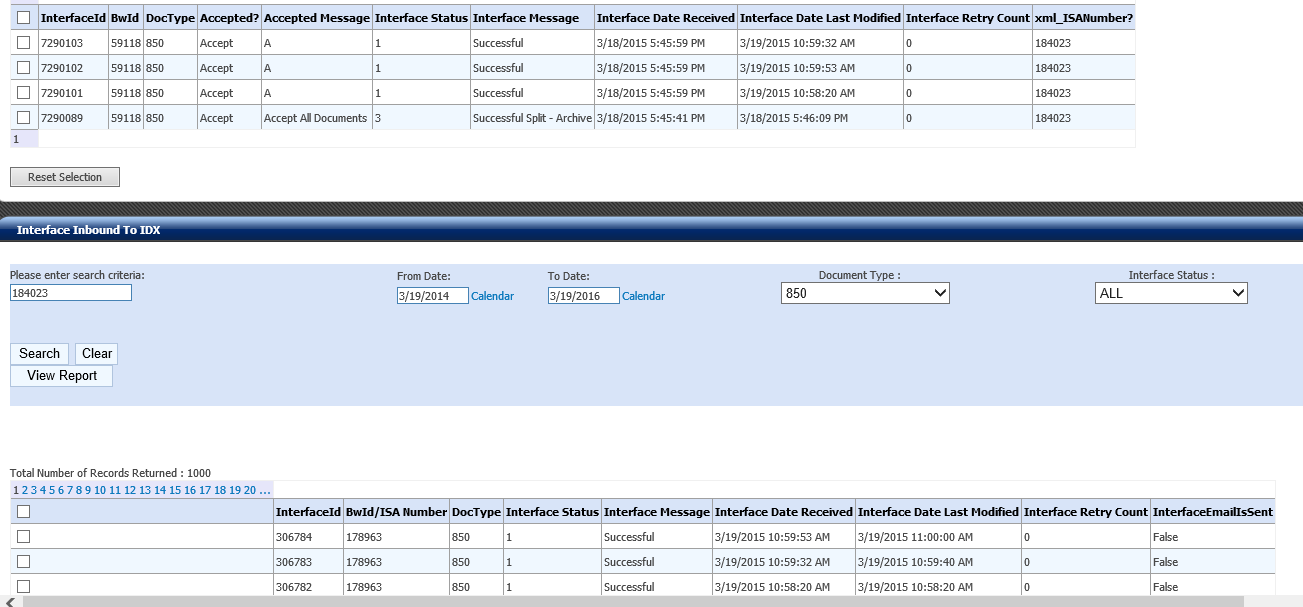 InterfaceId BwId DocType Accepted? Accepted Message Interface Status Interface Message Interface Date Received Interface Date Last Modified Interface Retry Count xml_ISANumber?
7290103 59118 850 Accept A 1 Successful 3/18/2015 5:45:59 PM 3/19/2015 10:59:32 AM 0 184023
7290102 59118 850 Accept A 1 Successful 3/18/2015 5:45:59 PM 3/19/2015 10:59:53 AM 0 184023
7290101 59118 850 Accept A 1 Successful 3/18/2015 5:45:59 PM 3/19/2015 10:58:20 AM 0 184023
7290089 59118 850 Accept Accept All Documents 3 Successful Split - Archive 3/18/2015 5:45:41 PM 3/18/2015 5:46:09 PM 0 184023
1
Reset Selection
Interface Inbound To IDX
Please enter search criteria: From Date: To Date: Document Type : Interface Status :
184023 3/19/2014 Calendar 3/19/2016 Calendar 850 ALL
Search Clear
View Report
Total Number of Records Returned : 1000
1 2 3 4 5 6 7 8 9 10 11 12 13 14 15 16 17 18 19 20 ...
InterfaceId BwId/ISA Number DocType Interface Status Interface Message Interface Date Received Interface Date Last Modified Interface Retry Count InterfaceEmailIsSent
306784 178963 850 1 Successful 3/19/2015 10:59:53 AM 3/19/2015 11:00:00 AM 0 False
306783 178963 850 1 Successful 3/19/2015 10:59:32 AM 3/19/2015 10:59:40 AM 0 False
306782 178963 850 1 Successful 3/19/2015 10:58:20 AM 3/19/2015 10:58:20 AM 0 False